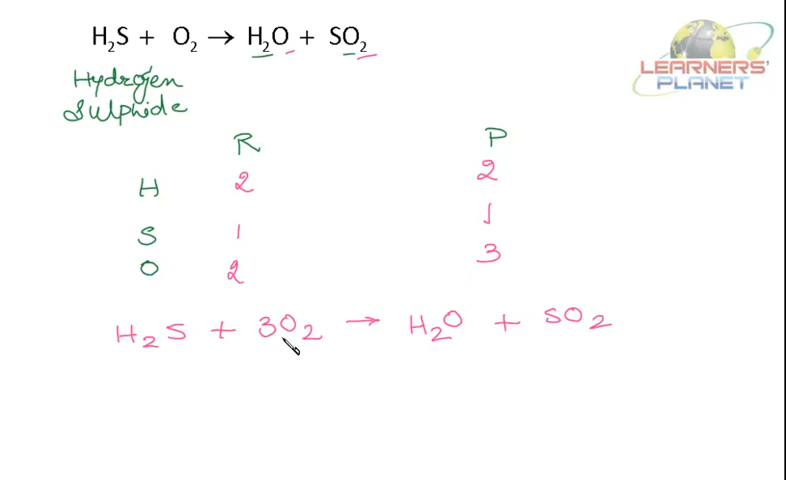 H₂S + O₂ → H₂O + SO₂
LEARNERS'
PLANET
Hydrogen
Sulphide
R P
H 2 2
S 1 1
O 2 3
H₂S + 3O₂ → H₂O + SO₂